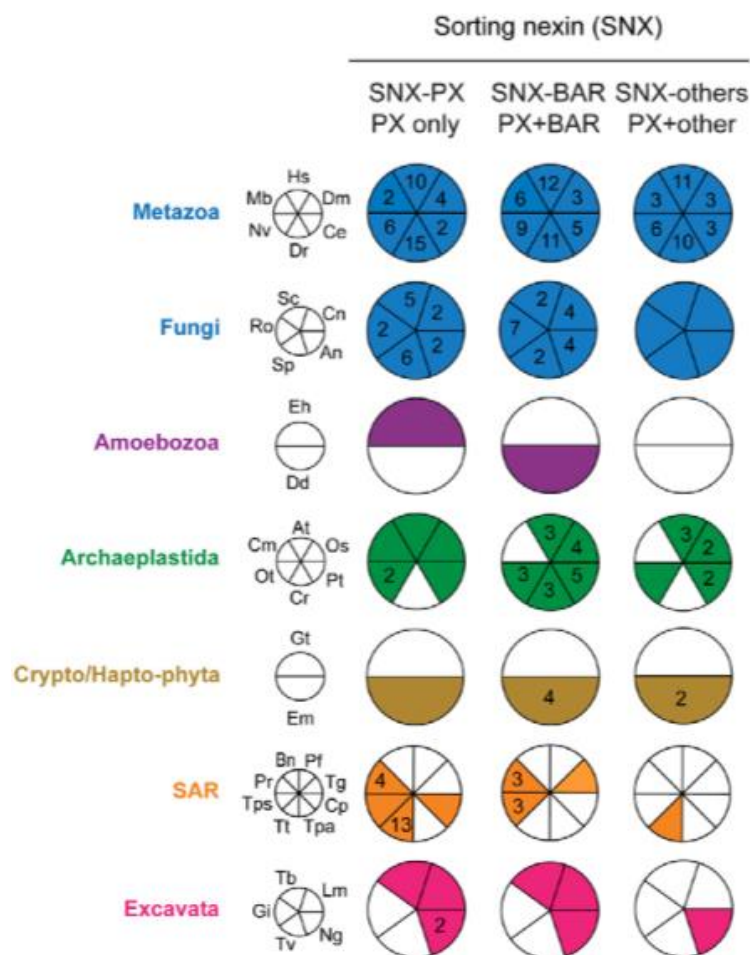 Sorting nexin (SNX)
SNX-PX SNX-BAR SNX-others
PX only PX+BAR PX+other
Metazoa
Hs
Mb Dm
Nv Ce
Dr
10
2 4
6 2
15
12
6 3
9 5
11
11
3 3
6 3
10
Fungi
Sc Cn
Ro
Sp An
5 2
2
6 2
2 4
7
2 4
Amoebozoa
Eh
Dd
Archaeplastida
At
Cm Os
Ot Pt
Cr
2
3 4
3 5
3
3 2
2
Crypto/Hapto-phyta
Gt
Em
4
2
SAR
Bn Pf
Pr Tg
Tps Cp
Tt Tpa
4
13
3
3
Excavata
Tb Lm
Gi
Tv Ng
2